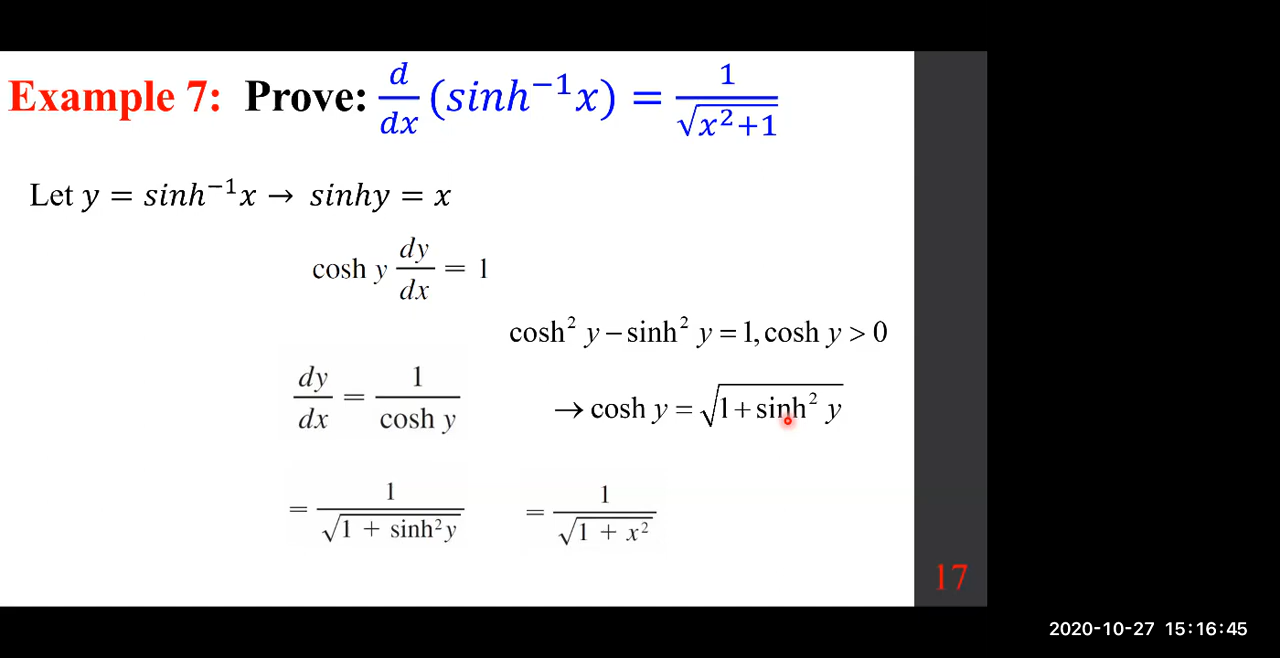 Example 7: Prove: d/dx (sinh⁻¹x) = 1/√(x²+1)
Let y = sinh⁻¹x → sinhy = x
cosh y dy/dx = 1
cosh² y − sinh² y = 1, cosh y > 0
dy/dx = 1/cosh y
→ cosh y = √(1 + sinh² y)
= 1/√(1 + sinh²y) = 1/√(1 + x²)
17
2020-10-27 15:16:45